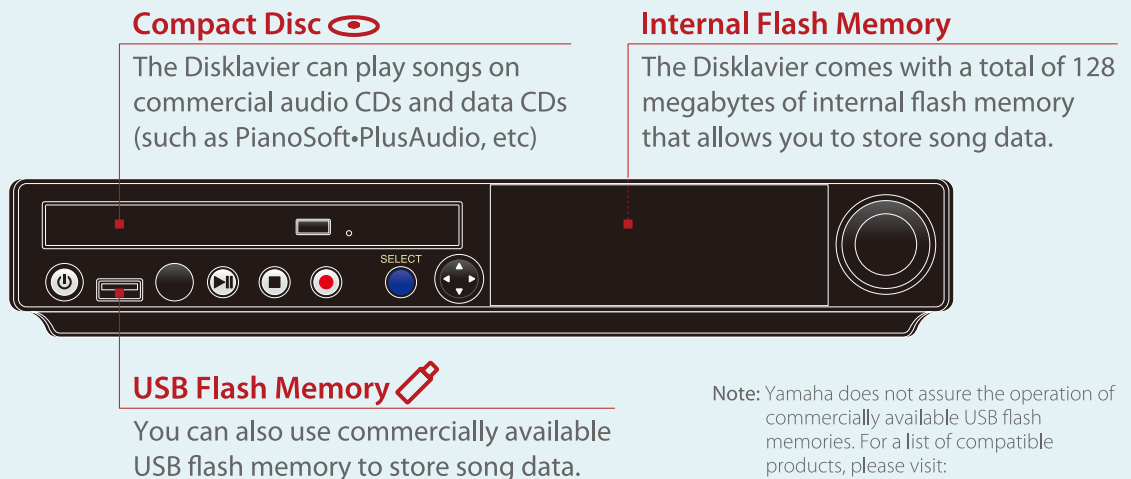 Compact Disc
The Disklavier can play songs on
commercial audio CDs and data CDs
(such as PianoSoft•PlusAudio, etc)
Internal Flash Memory
The Disklavier comes with a total of 128
megabytes of internal flash memory
that allows you to store song data.
SELECT
USB Flash Memory
You can also use commercially available
USB flash memory to store song data.
Note: Yamaha does not assure the operation of
commercially available USB flash
memories. For a list of compatible
products, please visit: